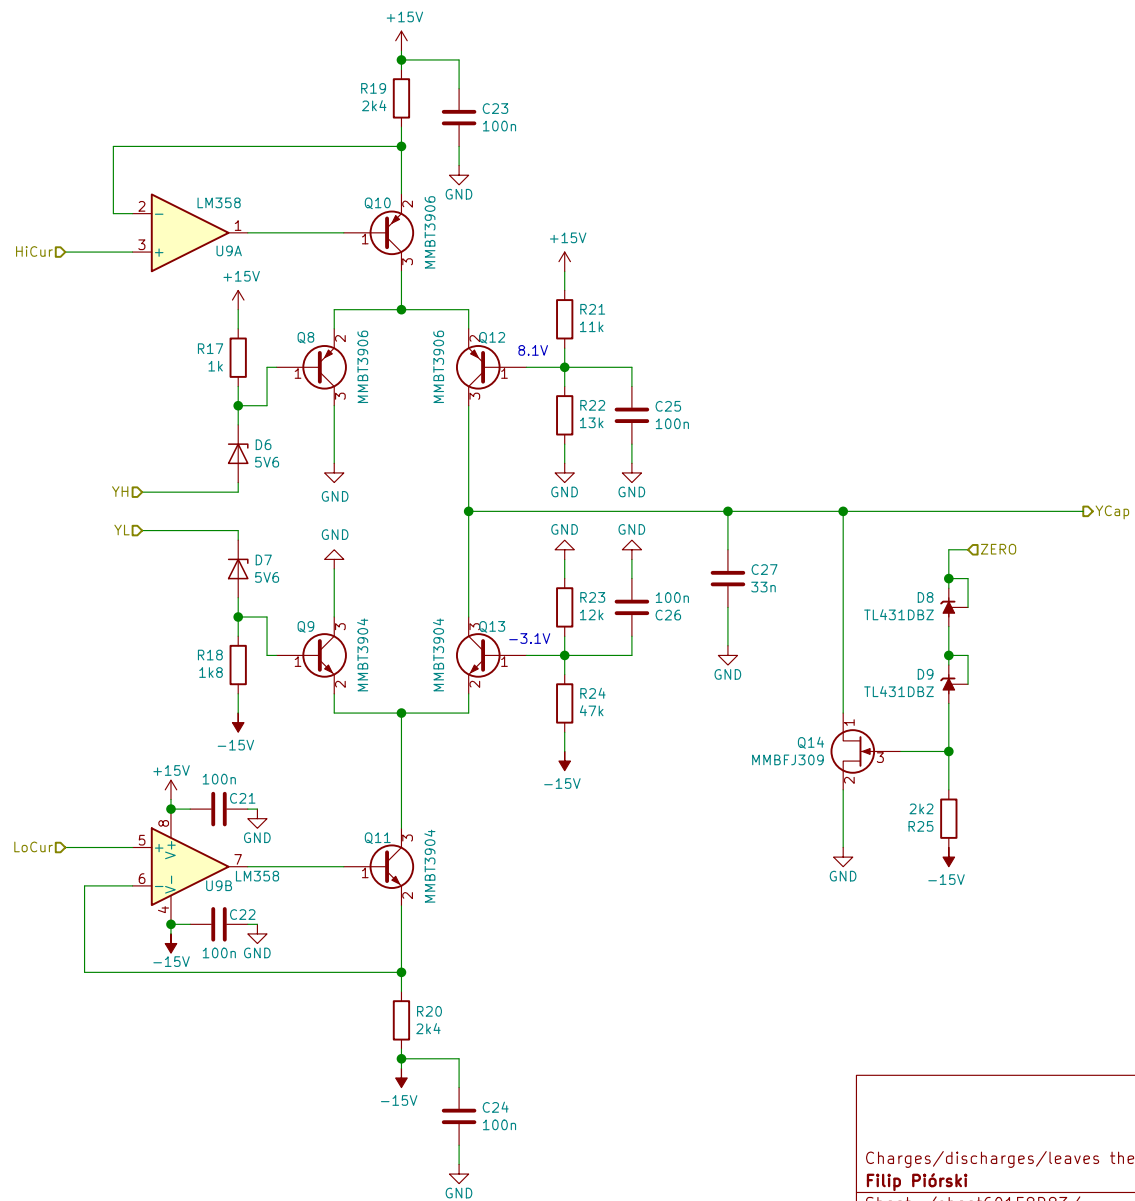 +15V
R19
2k4
C23
100n
GND
2
-
3
+
LM358
1
U9A
HiCur
Q10
1
2
3
MMBT3906
+15V
R17
1k
Q8
1
2
3
MMBT3906
D6
5V6
YH
GND
MMBT3906
Q12
2
1
3
8.1V
+15V
R21
11k
R22
13k
C25
100n
GND
GND
YCap
YL
D7
5V6
GND
R18
1k8
-15V
Q9
1
3
2
MMBT3904
MMBT3904
Q13
3
1
2
-3.1V
GND
GND
R23
12k
100n
C26
R24
47k
-15V
C27
33n
GND
ZERO
D8
TL431DBZ
D9
TL431DBZ
Q14
MMBFJ309
1
2
3
2k2
R25
GND
-15V
+15V
100n
C21
GND
8
V+
LoCur
5
+
6
-
V-
4
7
LM358
U9B
C22
100n
GND
-15V
Q11
1
3
2
MMBT3904
R20
2k4
-15V
C24
100n
GND
Charges/discharges/leaves the
Filip Piórski